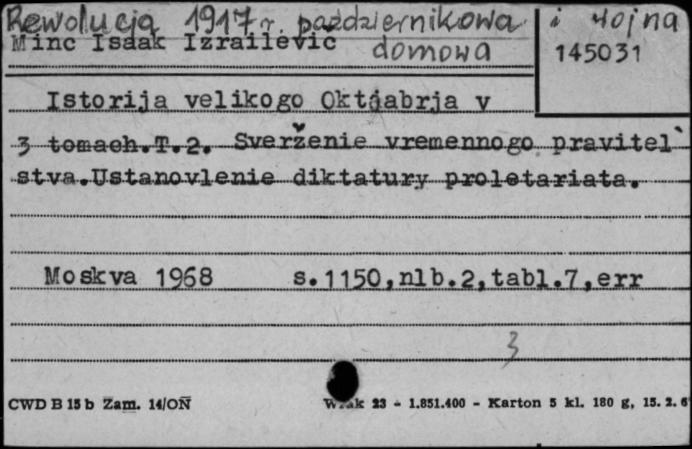 Rewolucja 1917 r. październikowa i wojna
domowa
Minc Isaak Izrailevič
145031
Istorija velikogo Oktjabrja v
3 tomach.T.2. Sverženie vremennogo pravitel`
stva.Ustanovlenie diktatury proletariata.
Moskva 1968 s.1150,nlb.2,tabl.7,err
3
CWD B 15 b Zam. 14/ON 23 - 1.851.400 - Karton 5 kl. 180 g, 15. 2. 6